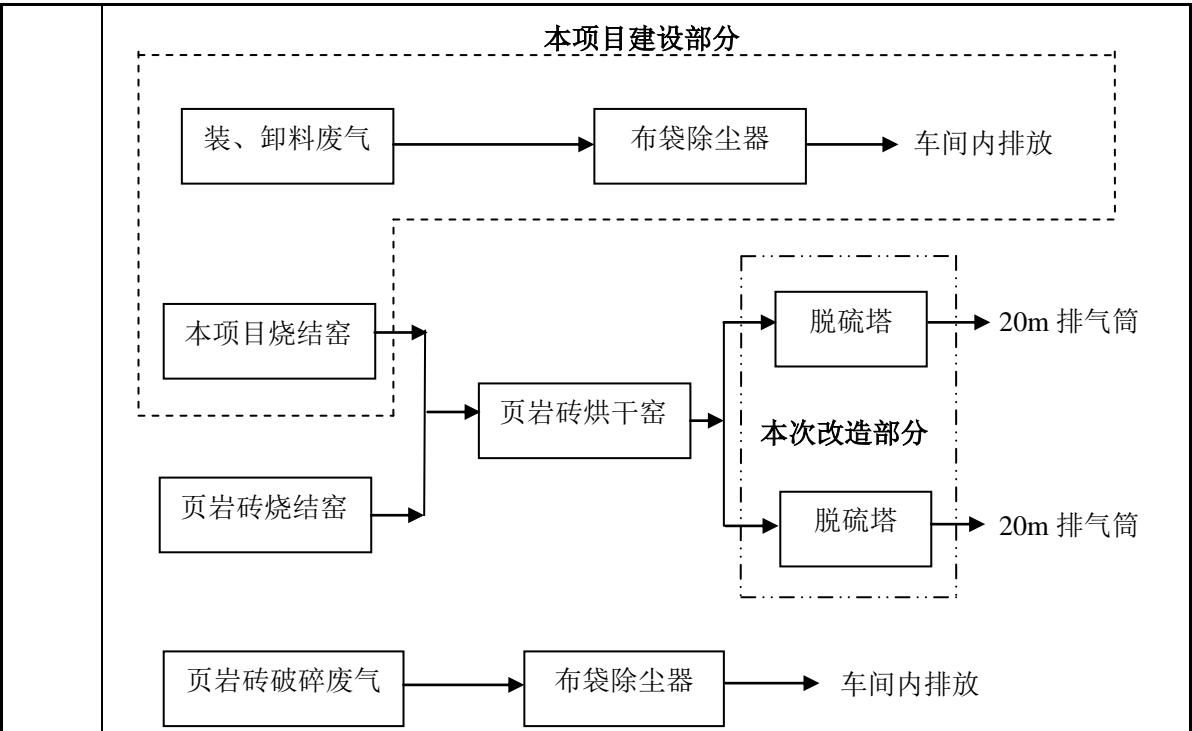 本项目建设部分
装、卸料废气
布袋除尘器
车间内排放
本项目烧结窑
脱硫塔
20m 排气筒
页岩砖烘干窑
本次改造部分
页岩砖烧结窑
脱硫塔
20m 排气筒
页岩砖破碎废气
布袋除尘器
车间内排放